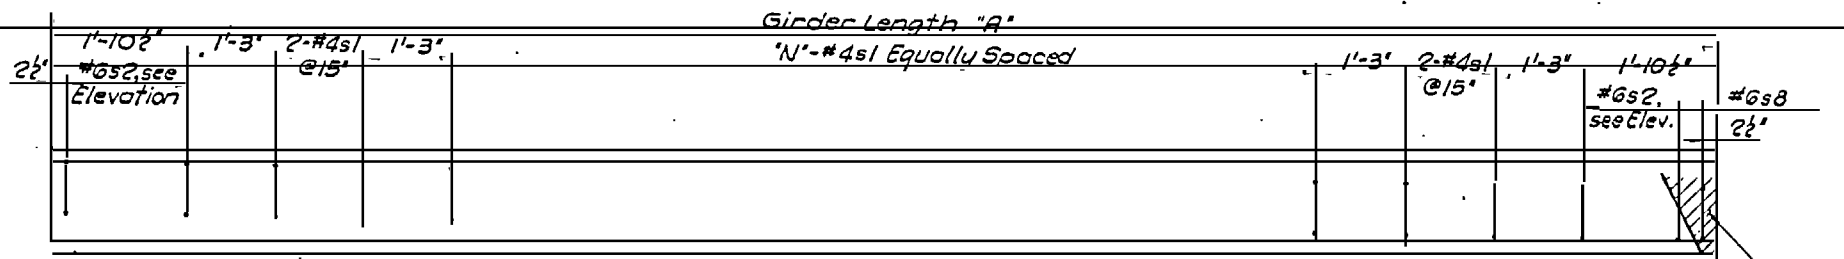 Girder Length "A"
1'-10½" 1'-3" 2-#4s1 1'-3"
@15"
"N"-#4s1 Equally Spaced
2½"
#6s2, see
Elevation
1'-3" 2-#4s1 1'-3" 1'-10½"
@15"
#6s2,
see Elev.
#6s8
2½"